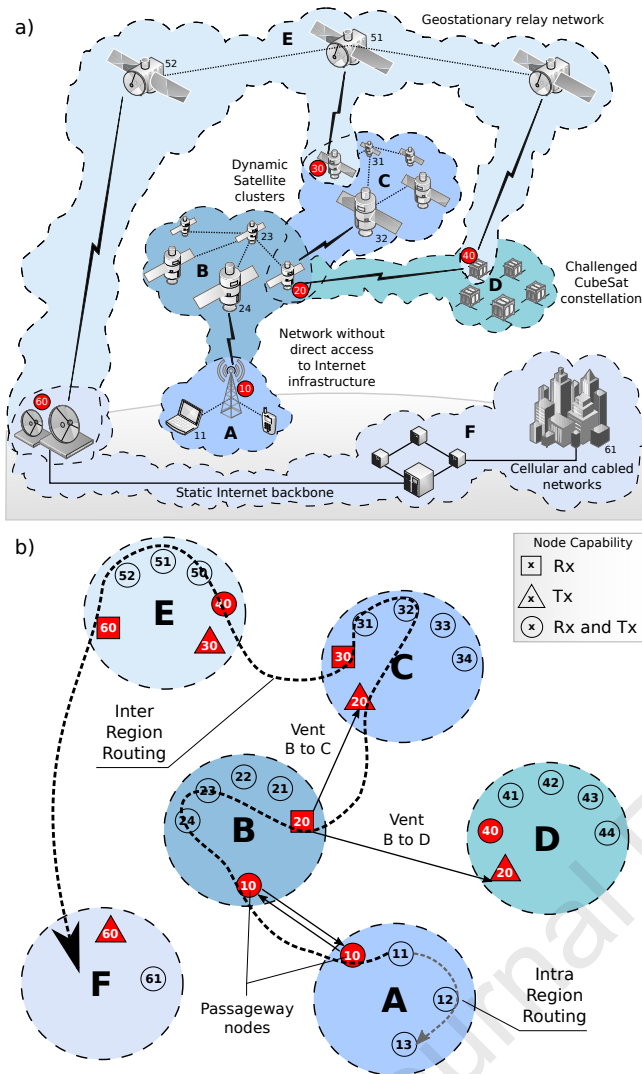 a)
Geostationary relay network
E
51
52
30
31
C
Dynamic
Satellite
clusters
23
32
B
40
20
D
Challenged
CubeSat
constellation
24
Network without
direct access
to Internet
infrastructure
10
60
11
A
F
61
Cellular and cabled
networks
Static Internet backbone
b)
Node Capability
x Rx
x Tx
x Rx and Tx
51
52
50
E
40
60
30
31
32
33
34
30
C
20
Inter
Region
Routing
Vent
B to C
22
23
21
24
B
20
10
Vent
B to D
42
41
43
40
44
D
20
60
F
61
Passageway
nodes
10
11
A
12
13
Intra
Region
Routing
ournal